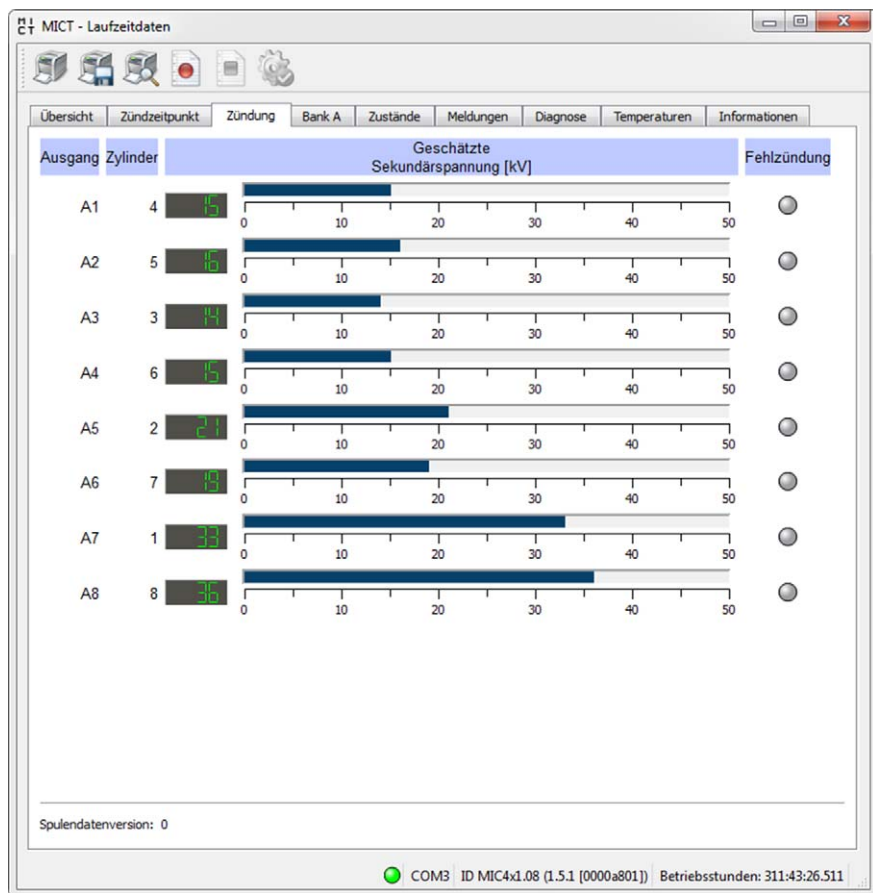 MICT - Laufzeitdaten
Übersicht Zündzeitpunkt Zündung Bank A Zustände Meldungen Diagnose Temperaturen Informationen
Ausgang Zylinder Geschätzte Sekundärspannung [kV] Fehlzündung
A1 4 15
0 10 20 30 40 50
A2 5 16
0 10 20 30 40 50
A3 3 14
0 10 20 30 40 50
A4 6 15
0 10 20 30 40 50
A5 2 21
0 10 20 30 40 50
A6 7 19
0 10 20 30 40 50
A7 1 33
0 10 20 30 40 50
A8 8 36
0 10 20 30 40 50
Spulendatenversion: 0
COM3 ID MIC4x1.08 (1.5.1 [0000a801]) Betriebsstunden: 311:43:26.511